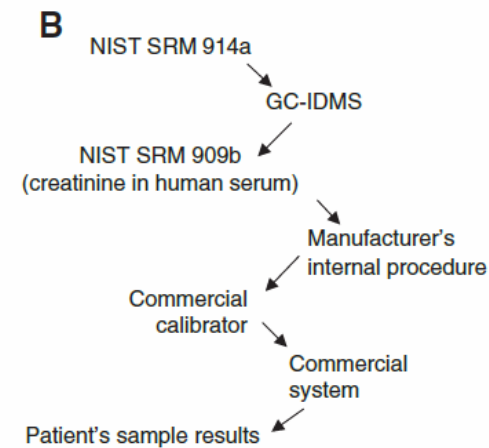 B
NIST SRM 914a
GC-IDMS
NIST SRM 909b
(creatinine in human serum)
Manufacturer's
internal procedure
Commercial
calibrator
Commercial
system
Patient's sample results